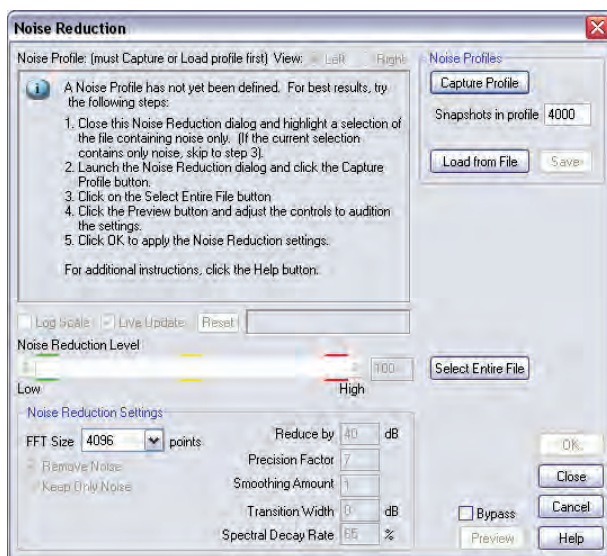 Noise Reduction
Noise Profile: (must Capture or Load profile first) View: Left Right
A Noise Profile has not yet been defined. For best results, try
the following steps:
1. Close this Noise Reduction dialog and highlight a selection of
the file containing noise only. (If the current selection
contains only noise, skip to step 3).
2. Launch the Noise Reduction dialog and click the Capture
Profile button.
3. Click on the Select Entire File button
4. Click the Preview button and adjust the controls to audition
the settings.
5. Click OK to apply the Noise Reduction settings.
For additional instructions, click the Help button.
Noise Profiles
Capture Profile
Snapshots in profile 4000
Load from File Save
Log Scale Live Update Reset
Noise Reduction Level
100
Low High
Select Entire File
Noise Reduction Settings
FFT Size 4096 points
Remove Noise
Keep Only Noise
Reduce by 40 dB
Precision Factor 7
Smoothing Amount 1
Transition Width 0 dB
Spectral Decay Rate 65 %
OK
Close
Bypass Cancel
Preview Help